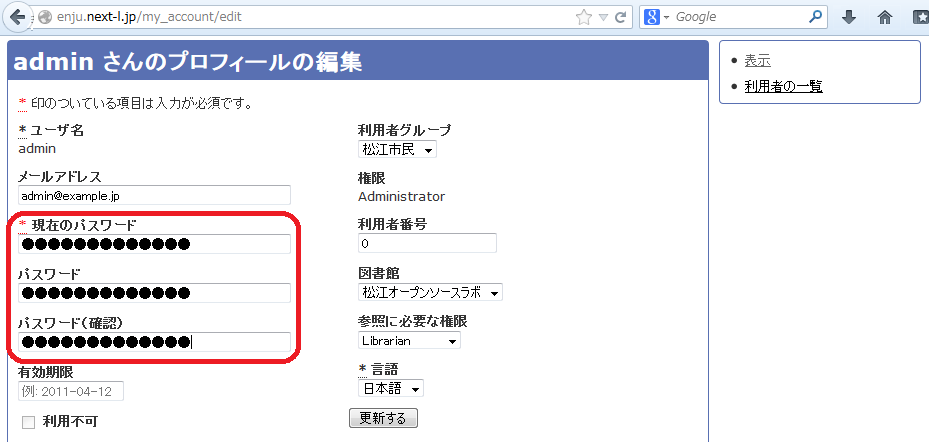 enju.next-l.jp/my_account/edit
Google
admin さんのプロフィールの編集
* 印のついている項目は入力が必須です。
* ユーザ名
admin
メールアドレス
admin@example.jp
* 現在のパスワード
●●●●●●●●●●●●●
パスワード
●●●●●●●●●●●●●
パスワード(確認)
●●●●●●●●●●●●●
有効期限
例: 2011-04-12
利用不可
利用者グループ
松江市民
権限
Administrator
利用者番号
0
図書館
松江オープンソースラボ
参照に必要な権限
Librarian
* 言語
日本語
更新する
表示
利用者の一覧